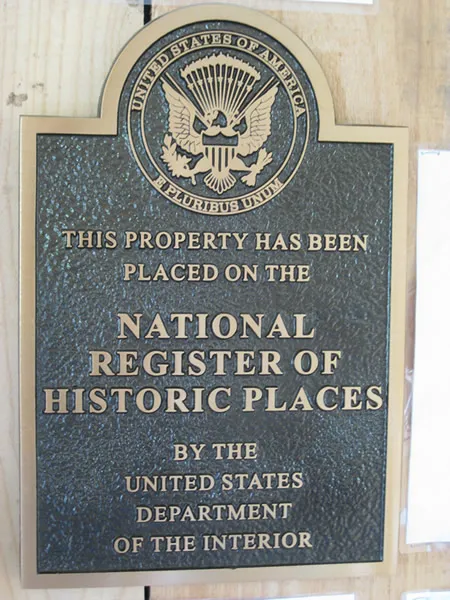 UNITED STATES OF AMERICA
E PLURIBUS UNUM
THIS PROPERTY HAS BEEN
PLACED ON THE
NATIONAL
REGISTER OF
HISTORIC PLACES
BY THE
UNITED STATES
DEPARTMENT
OF THE INTERIOR